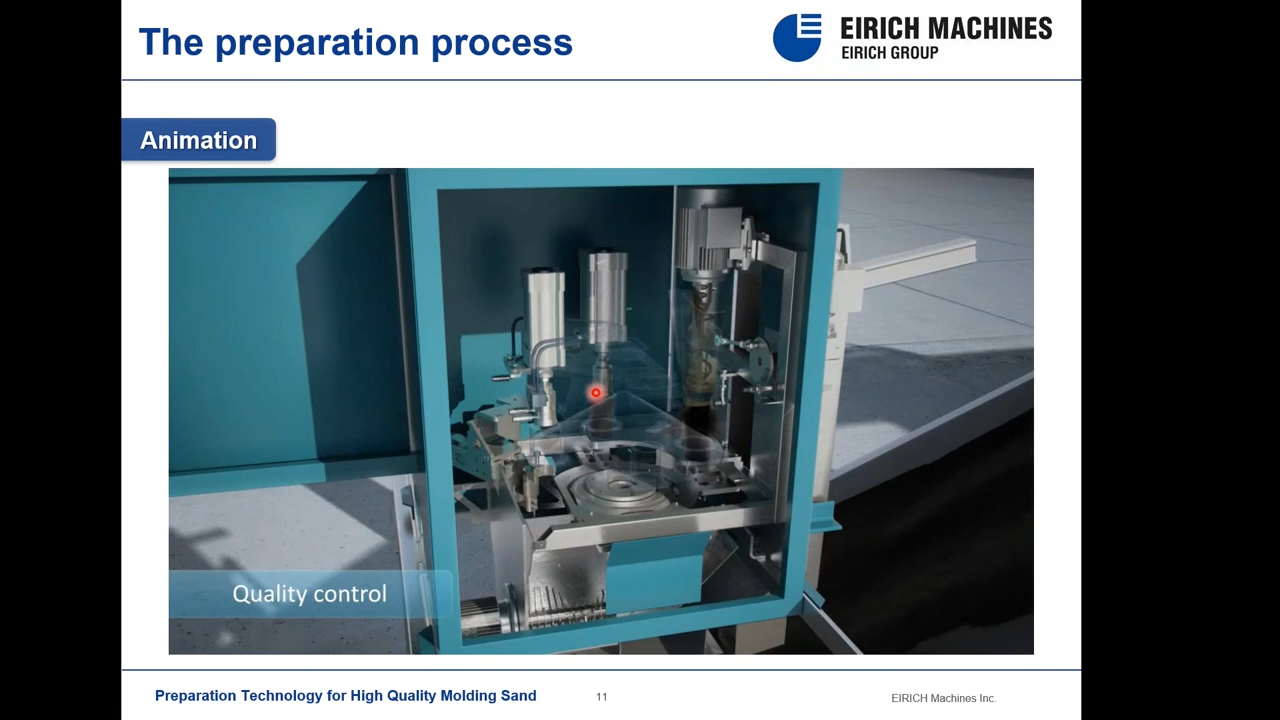 The preparation process
EIRICH MACHINES
EIRICH GROUP
Animation
Quality control
Preparation Technology for High Quality Molding Sand
11
EIRICH Machines Inc.